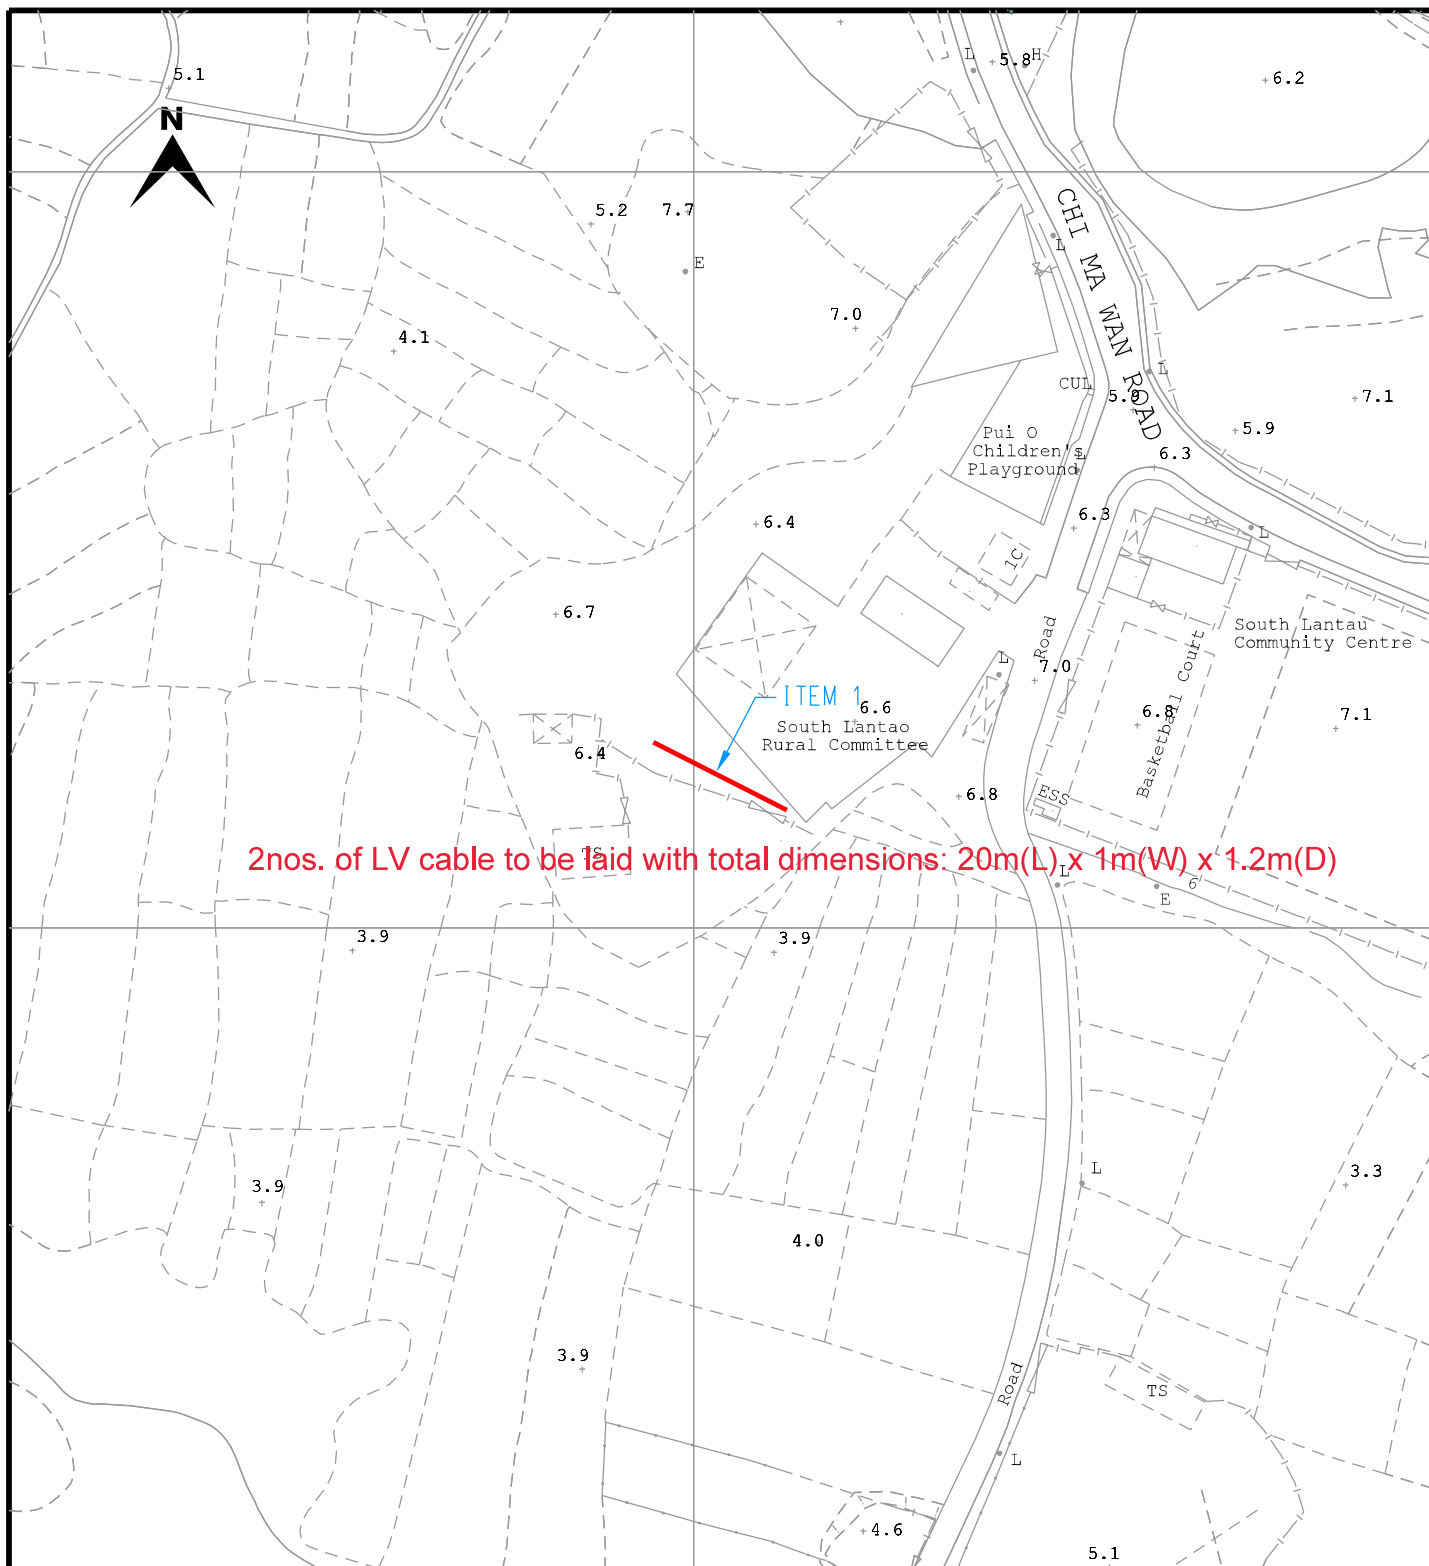 L
5.8
H
6.2
5.1
N
5.2
7.7
L
E
CHI MA WAN ROAD
7.0
4.1
L
CUL
5.9
7.1
5.9
Pui O
Children's
Playground
L
6.3
6.4
6.3
L
1C
6.7
Road
South Lantau
Community Centre
L
7.0
Basketball Court
ITEM 1
6.6
6.8
7.1
South Lantao
Rural Committee
6.4
6.8
ESS
TS
2nos. of LV cable to be laid with total dimensions: 20m(L) x 1m(W) x 1.2m(D)
L
6
E
3.9
3.9
L
3.3
3.9
4.0
3.9
Road
TS
L
4.6
5.1